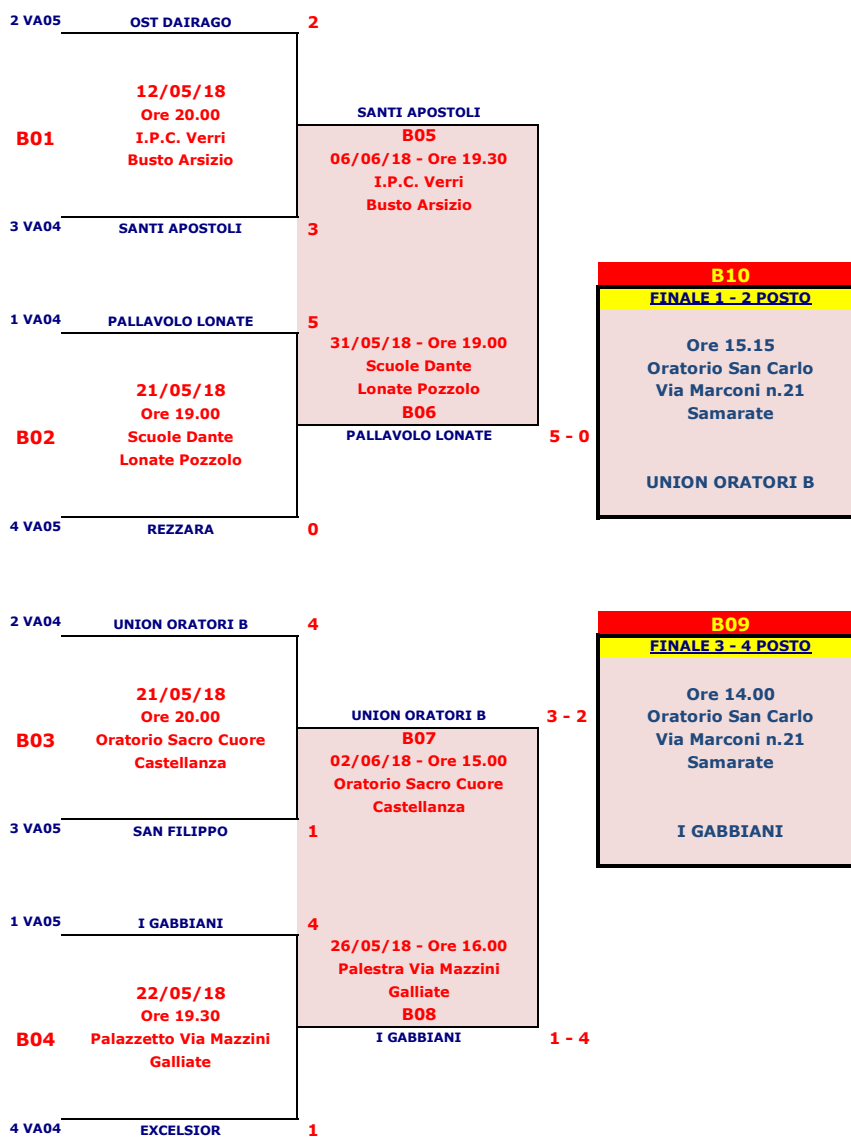 2 VA05 OST DAIRAGO 2
12/05/18
Ore 20.00
B01 I.P.C. Verri
Busto Arsizio
3 VA04 SANTI APOSTOLI 3
SANTI APOSTOLI
B05
06/06/18 - Ore 19.30
I.P.C. Verri
Busto Arsizio
1 VA04 PALLAVOLO LONATE 5
21/05/18
Ore 19.00
B02 Scuole Dante
Lonate Pozzolo
4 VA05 REZZARA 0
31/05/18 - Ore 19.00
Scuole Dante
Lonate Pozzolo
B06
PALLAVOLO LONATE 5 - 0
B10
FINALE 1 - 2 POSTO
Ore 15.15
Oratorio San Carlo
Via Marconi n.21
Samarate
UNION ORATORI B
2 VA04 UNION ORATORI B 4
21/05/18
Ore 20.00
B03 Oratorio Sacro Cuore
Castellanza
3 VA05 SAN FILIPPO 1
UNION ORATORI B 3 - 2
B07
02/06/18 - Ore 15.00
Oratorio Sacro Cuore
Castellanza
1 VA05 I GABBIANI 4
22/05/18
Ore 19.30
B04 Palazzetto Via Mazzini
Galliate
4 VA04 EXCELSIOR 1
26/05/18 - Ore 16.00
Palestra Via Mazzini
Galliate
B08
I GABBIANI 1 - 4
B09
FINALE 3 - 4 POSTO
Ore 14.00
Oratorio San Carlo
Via Marconi n.21
Samarate
I GABBIANI